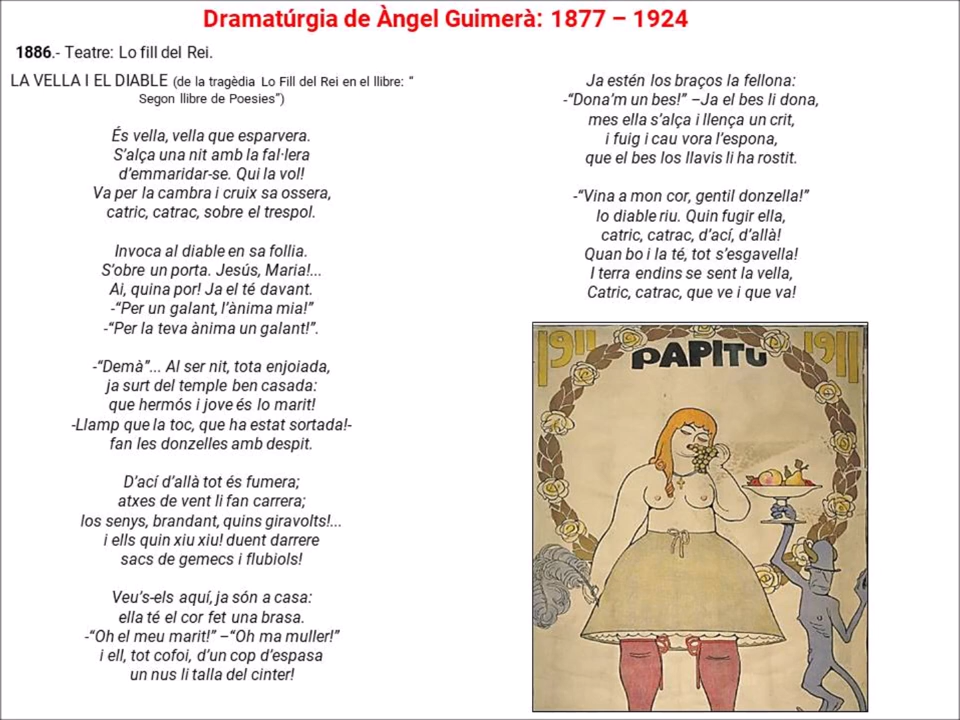 Dramatúrgia de Àngel Guimerà: 1877 – 1924
1886.- Teatre: Lo fill del Rei.
LA VELLA I EL DIABLE (de la tragèdia Lo Fill del Rei en el llibre: “
Segon llibre de Poesies”)
És vella, vella que esparvera.
S’alça una nit amb la fal·lera
d’emmaridar-se. Qui la vol!
Va per la cambra i cruix sa ossera,
catric, catrac, sobre el trespol.
Invoca al diable en sa follia.
S’obre un porta. Jesús, Maria!...
Ai, quina por! Ja el té davant.
-“Per un galant, l’ànima mia!”
-“Per la teva ànima un galant!”.
-“Demà”... Al ser nit, tota enjoiada,
ja surt del temple ben casada:
que hermós i jove és lo marit!
-Llamp que la toc, que ha estat sortada!-
fan les donzelles amb despit.
D’ací d’allà tot és fumera;
atxes de vent li fan carrera;
los senys, brandant, quins giravolts!...
i ells quin xiu xiu! duent darrere
sacs de gemecs i flubiols!
Veu’s-els aquí, ja són a casa:
ella té el cor fet una brasa.
-“Oh el meu marit!” –“Oh ma muller!”
i ell, tot cofoi, d’un cop d’espasa
un nus li talla del cinter!
Ja estén los braços la fellona:
-“Dona’m un bes!” –Ja el bes li dona,
mes ella s’alça i llença un crit,
i fuig i cau vora l’espona,
que el bes los llavis li ha rostit.
-“Vina a mon cor, gentil donzella!”
lo diable riu. Quin fugir ella,
catric, catrac, d’ací, d’allà!
Quan bo i la té, tot s’esgavella!
I terra endins se sent la vella,
Catric, catrac, que ve i que va!
1911 PAPITU 1911